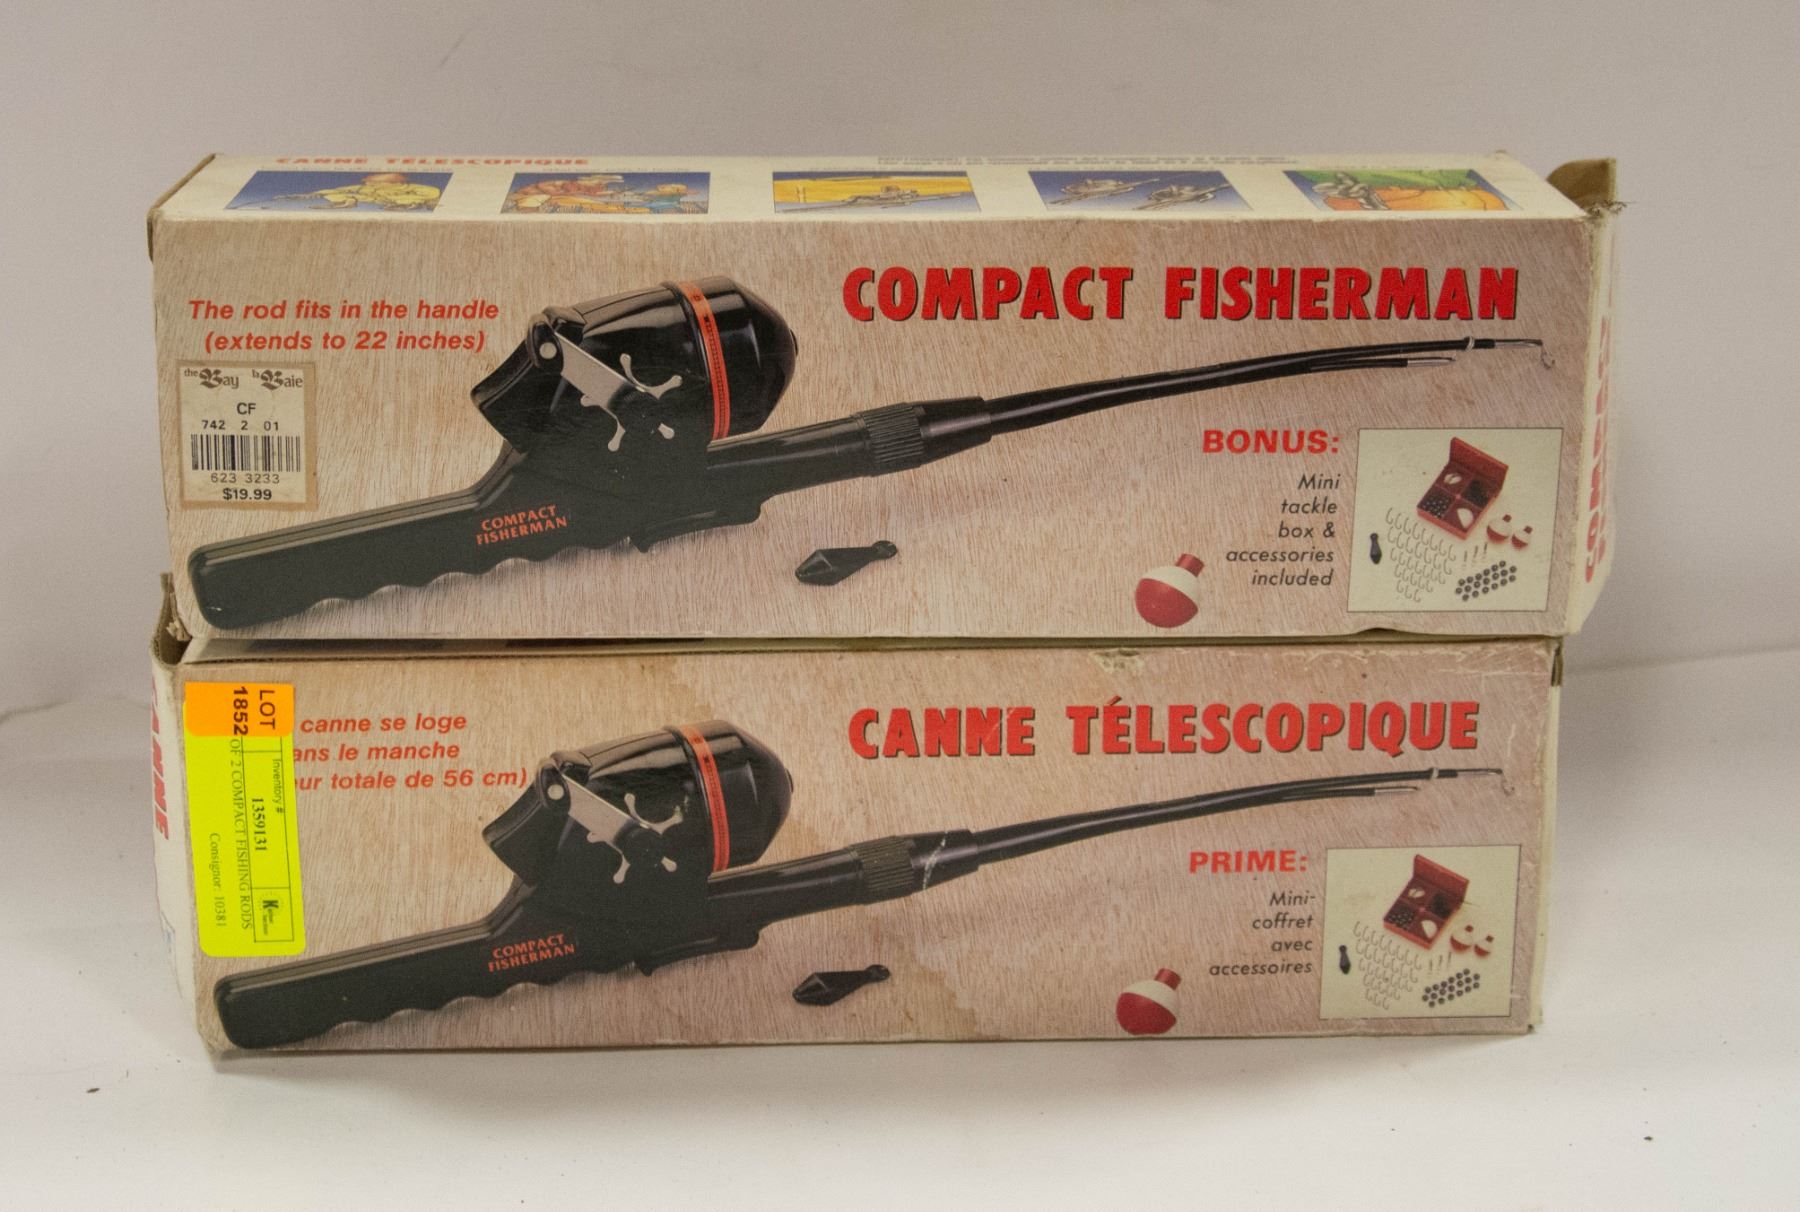 CANNE TÉLESCOPIQUE
The rod fits in the handle
(extends to 22 inches)
COMPACT FISHERMAN
the Bay la Baie
CF
742 2 01
623 3233
$19.99
COMPACT
FISHERMAN
BONUS:
Mini
tackle
box &
accessories
included
canne se loge
ans le manche
ur totale de 56 cm)
CANNE TÉLESCOPIQUE
LOT
1852
Inventory #
1359131
OF 2 COMPACT FISHING RODS
Consignor: 10381
COMPACT
FISHERMAN
PRIME:
Mini-
coffret
avec
accessoires
CANNE